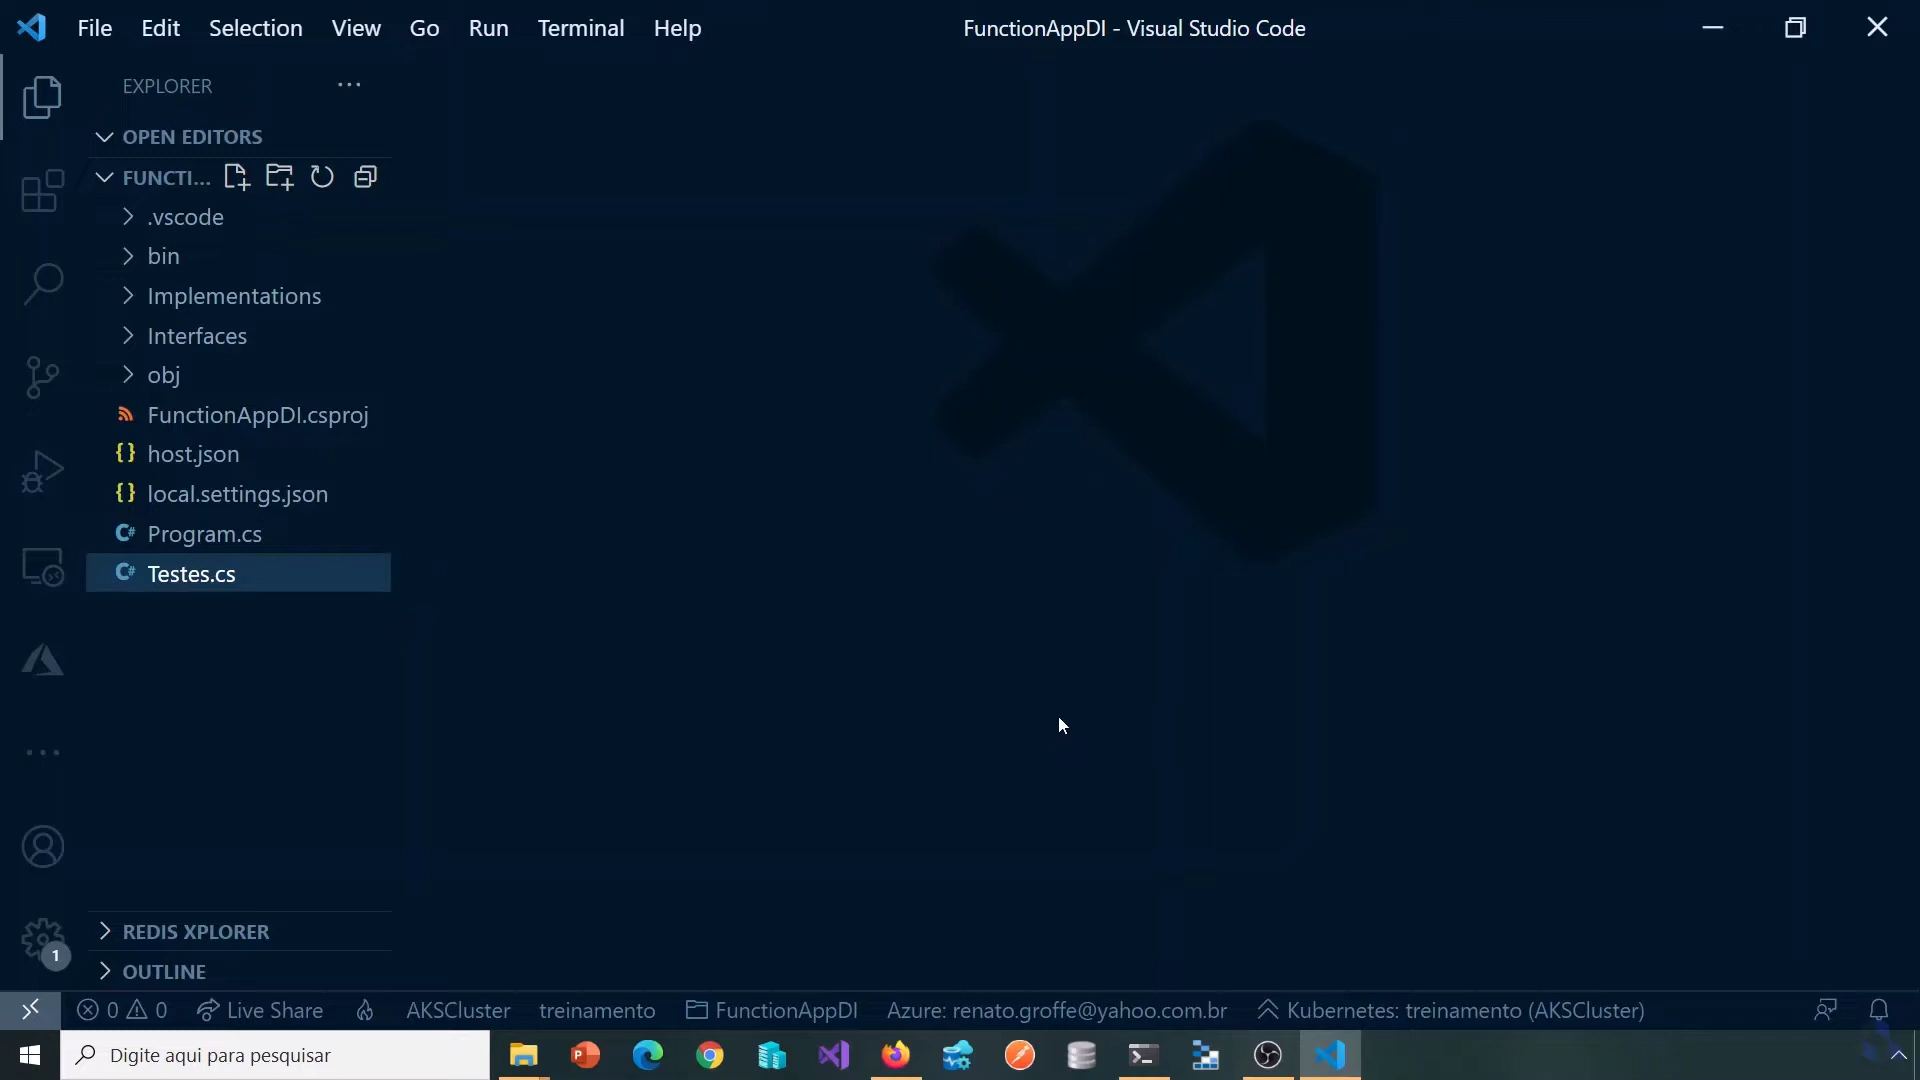 File Edit Selection View Go Run Terminal Help FunctionAppDI - Visual Studio Code
EXPLORER
OPEN EDITORS
FUNCTI...
.vscode
bin
Implementations
Interfaces
obj
FunctionAppDI.csproj
host.json
local.settings.json
Program.cs
Testes.cs
REDIS XPLORER
1
OUTLINE
0 0 Live Share AKSCluster treinamento FunctionAppDI Azure: renato.groffe@yahoo.com.br Kubernetes: treinamento (AKSCluster)
Digite aqui para pesquisar